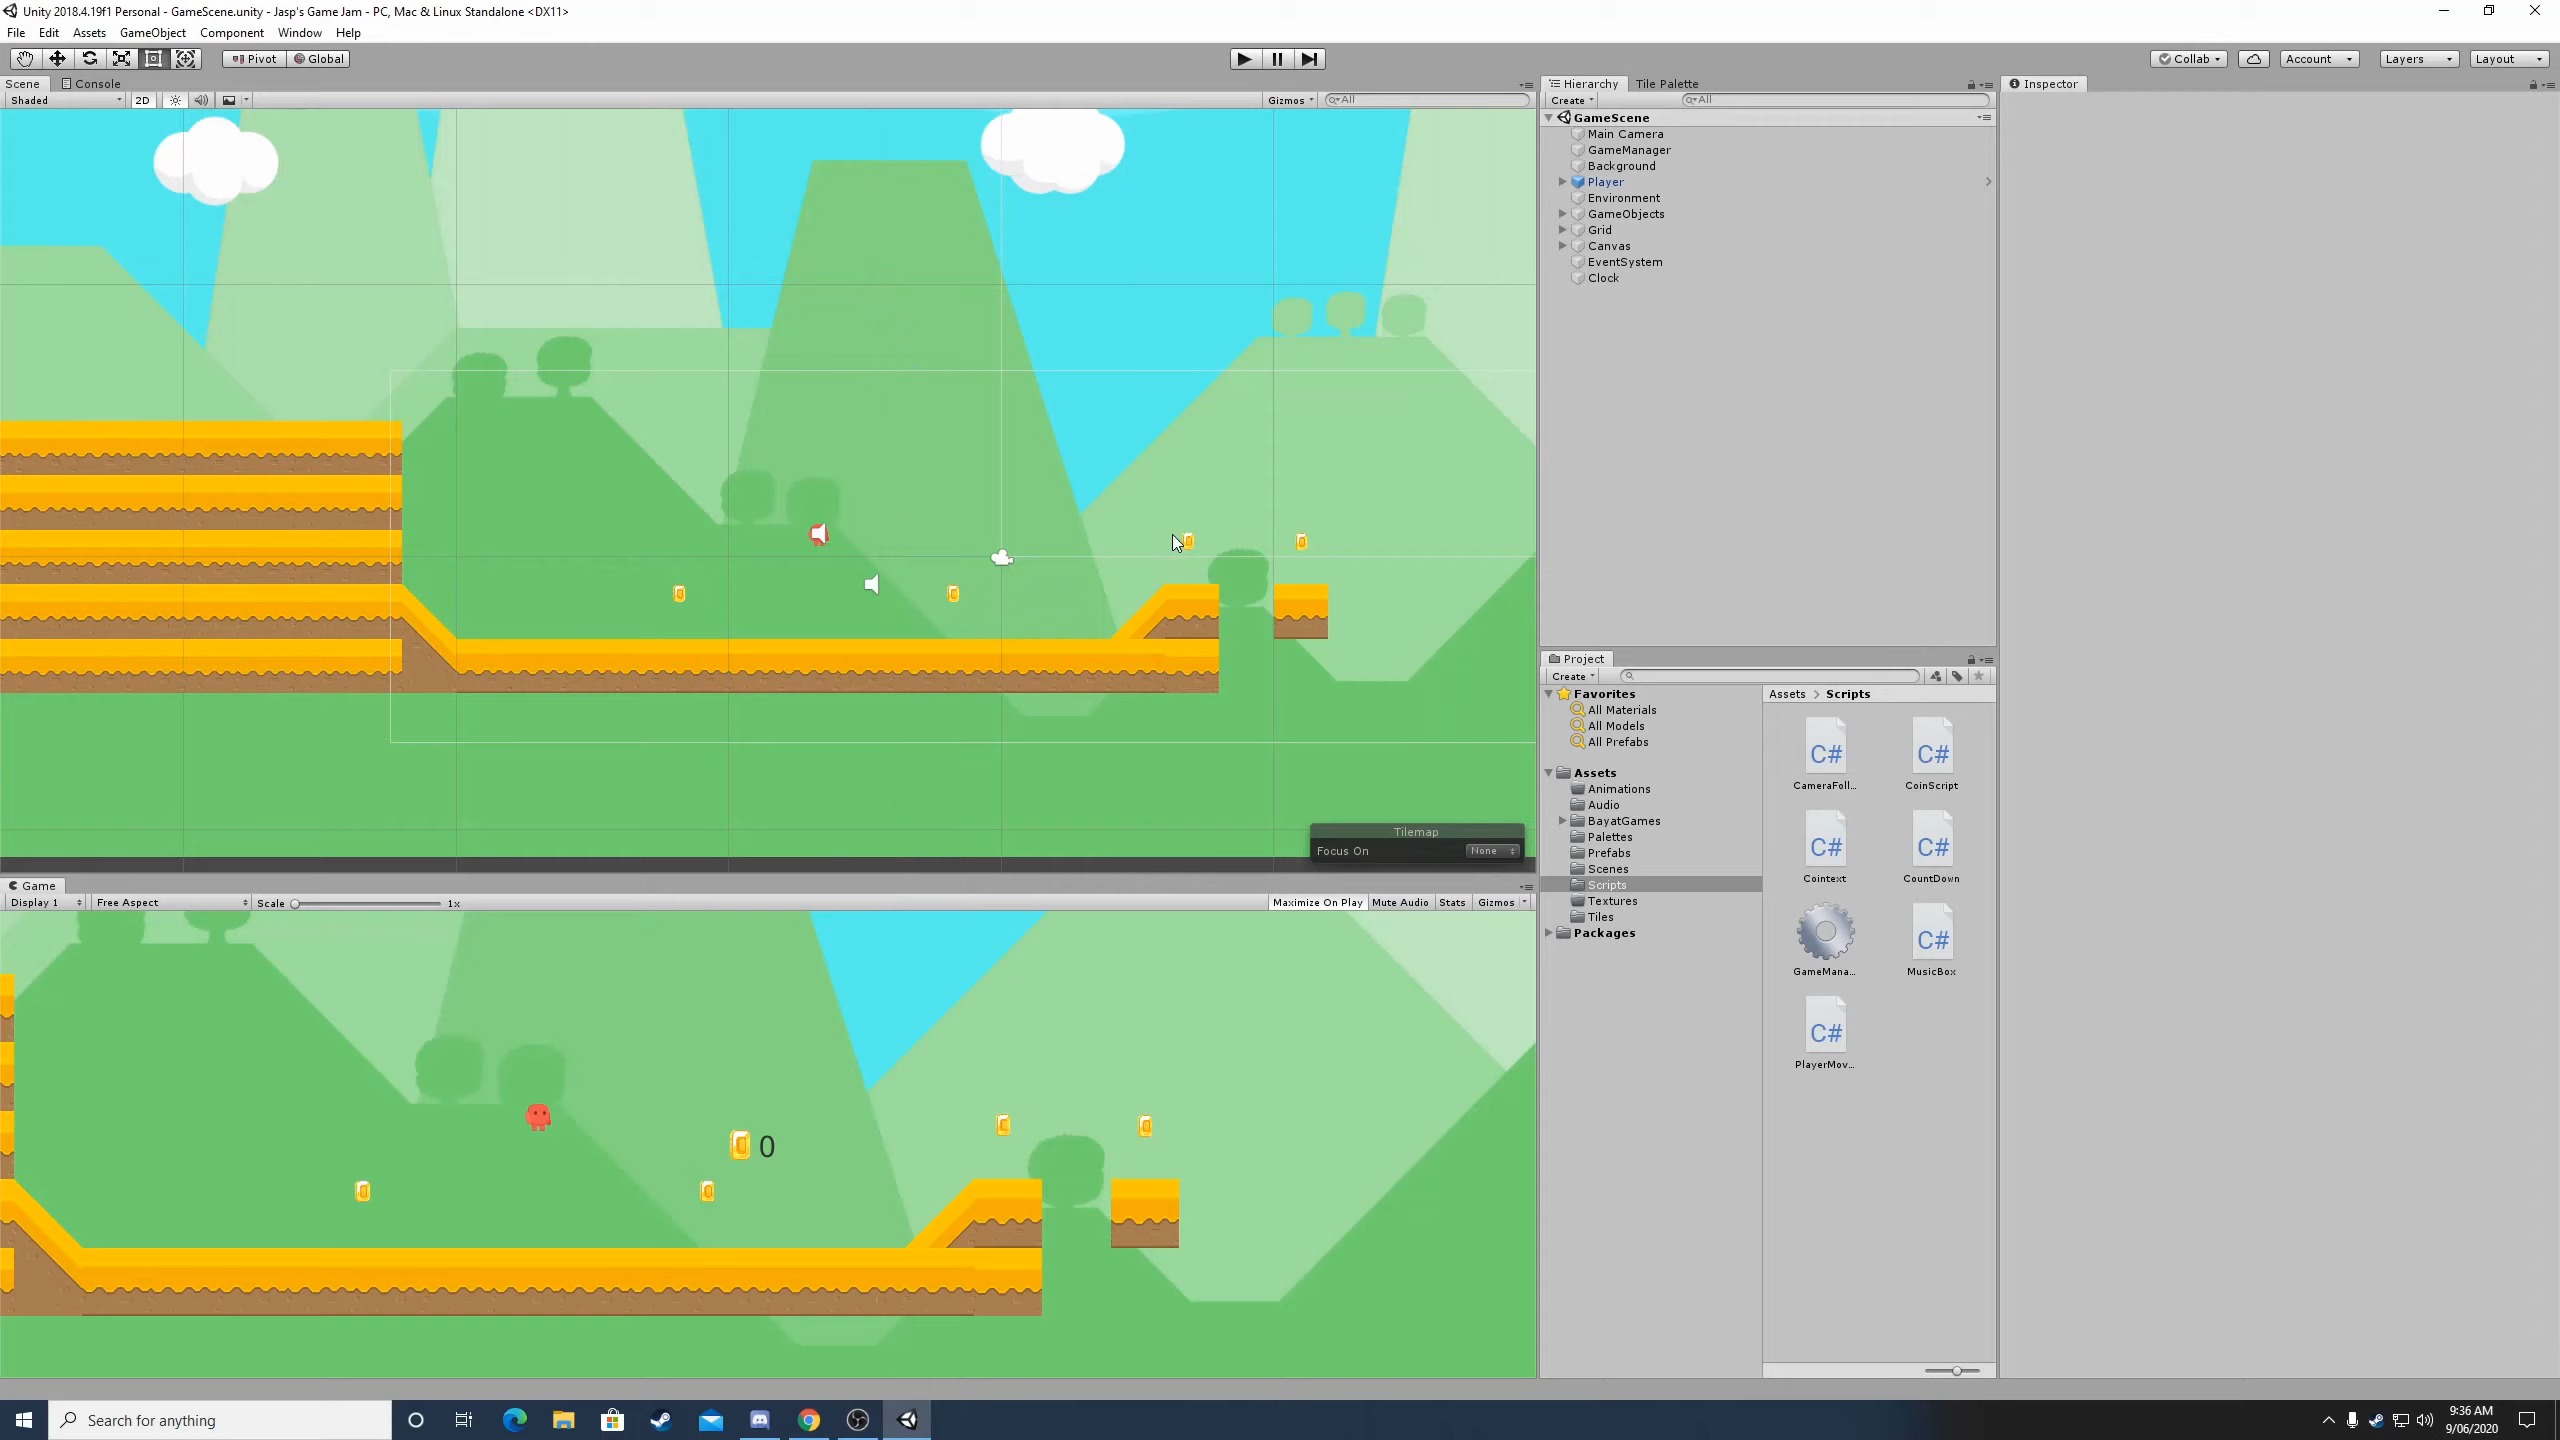 Unity 2018.4.19f1 Personal - GameScene.unity - Jasp's Game Jam - PC, Mac & Linux Standalone <DX11>
File Edit Assets GameObject Component Window Help
Pivot Global
Collab Account Layers Layout
Scene Console
Shaded 2D Gizmos All
Hierarchy Tile Palette
Create All
GameScene
Main Camera
GameManager
Background
Player
Environment
GameObjects
Grid
Canvas
EventSystem
Clock
Inspector
Tilemap
Focus On None
Game
Display 1 Free Aspect Scale 1x Maximize On Play Mute Audio Stats Gizmos
0
Project
Create
Favorites
All Materials
All Models
All Prefabs
Assets
Animations
Audio
BayatGames
Palettes
Prefabs
Scenes
Scripts
Textures
Tiles
Packages
Assets > Scripts
C# C#
CameraFoll... CoinScript
C# C#
Cointext CountDown
C#
GameMana... MusicBox
C#
PlayerMov...
Search for anything
9:36 AM
9/06/2020